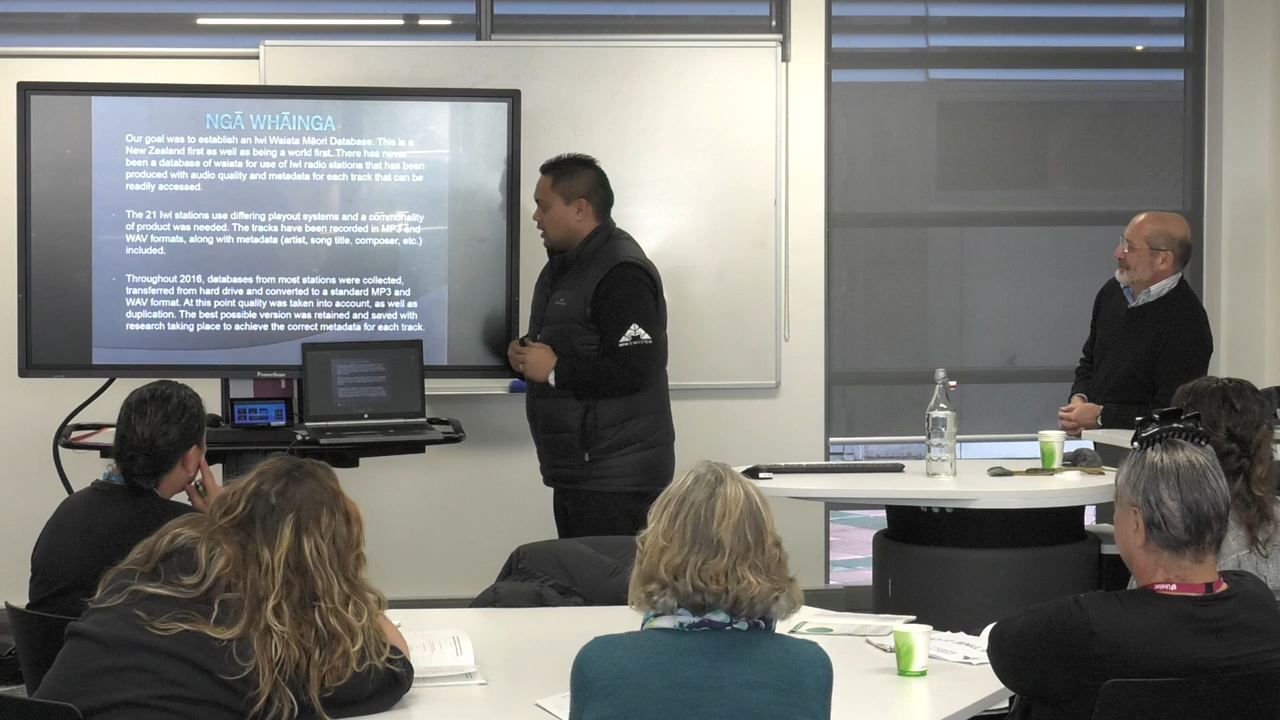 NGĀ WHĀINGA
Our goal was to establish an Iwi Waiata Māori Database. This is a
New Zealand first as well as being a world first. There has never
been a database of waiata for use of Iwi radio stations that has been
produced with audio quality and metadata for each track that can be
readily accessed.
The 21 Iwi stations use differing playout systems and a commonality
of product was needed. The tracks have been recorded in MP3 and
WAV formats, along with metadata (artist, song title, composer, etc.)
included.
Throughout 2016, databases from most stations were collected,
transferred from hard drive and converted to a standard MP3 and
WAV format. At this point quality was taken into account, as well as
duplication. The best possible version was retained and saved with
research taking place to achieve the correct metadata for each track.
Promethean